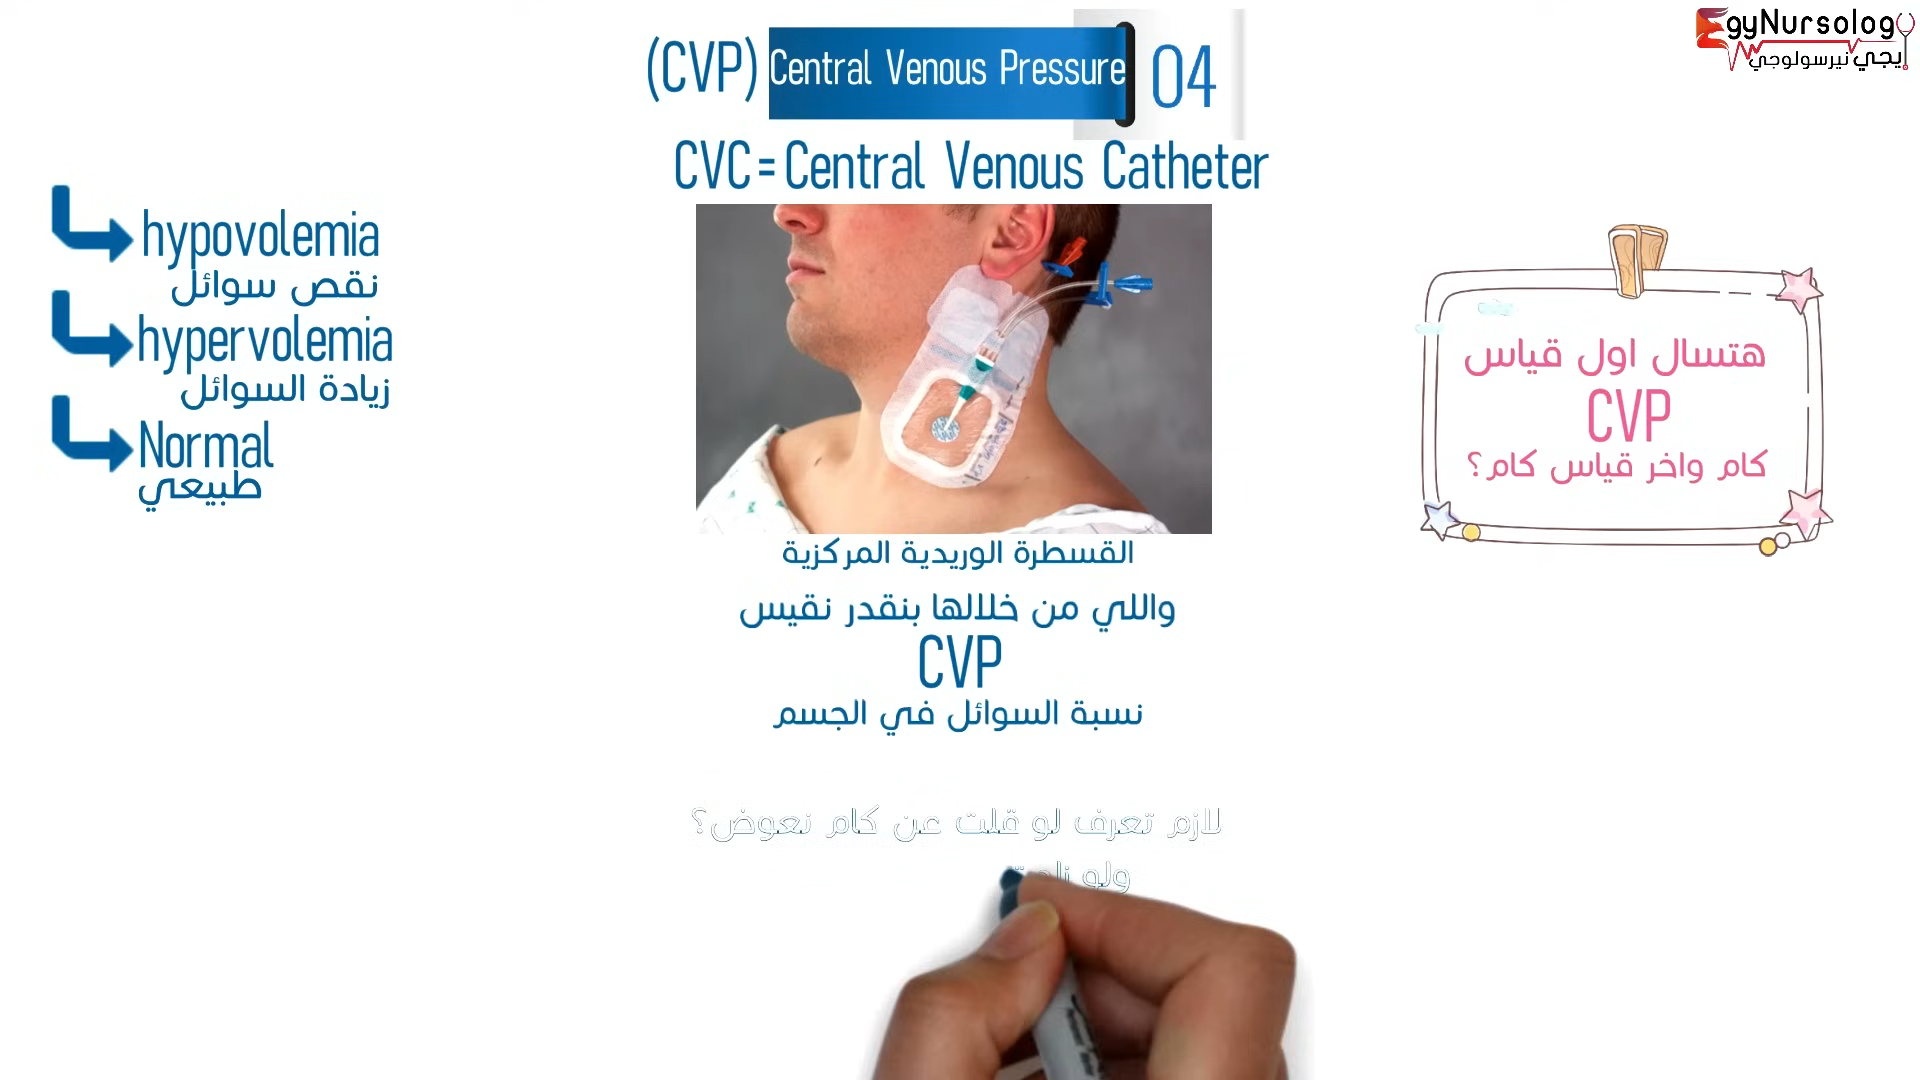 EgyNursology
إيجي نيرسولوجي
(CVP) Central Venous Pressure 04
CVC = Central Venous Catheter
hypovolemia
نقص سوائل
hypervolemia
زيادة السوائل
Normal
طبيعي
القسطرة الوريدية المركزية
واللي من خلالها بنقدر نقيس
CVP
نسبة السوائل في الجسم
لازم تعرف لو قلت عن كام نعوض؟
ولو
هتسال اول قياس
CVP
كام واخر قياس كام؟